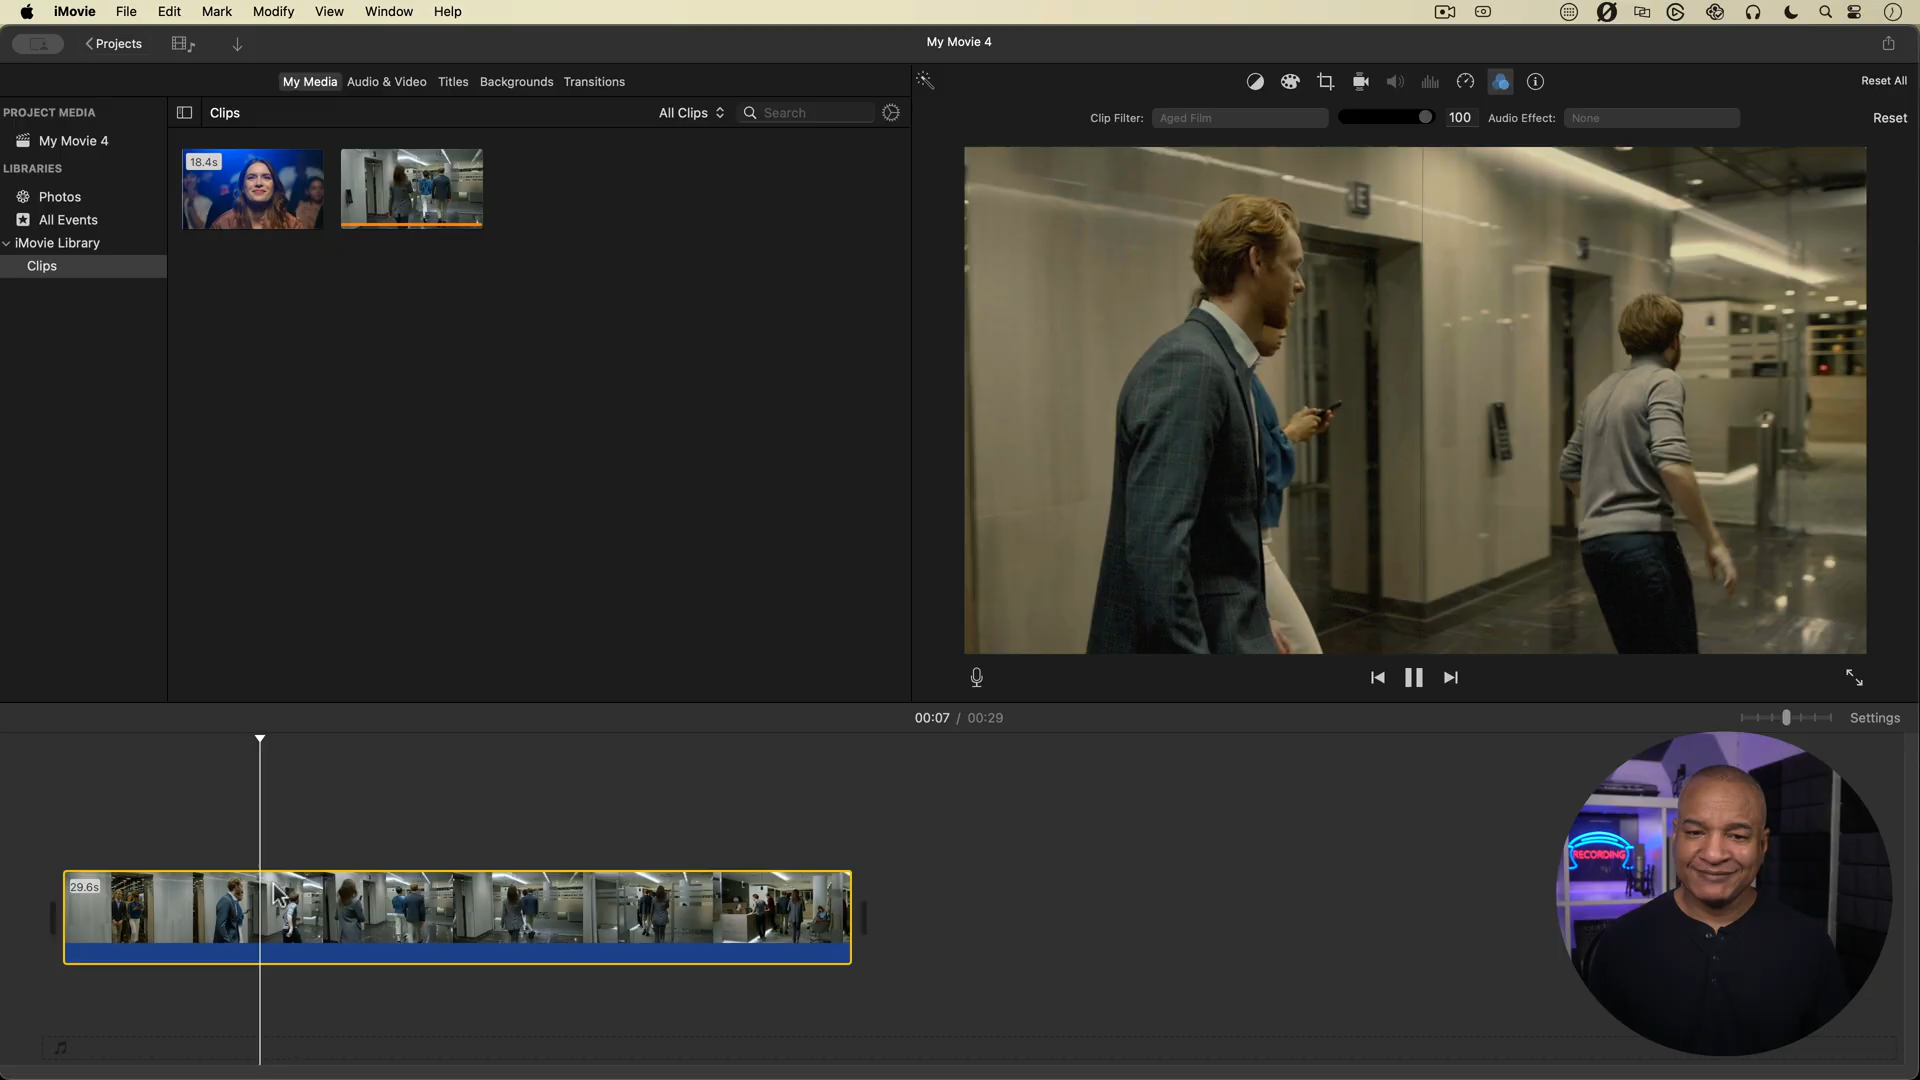 iMovie File Edit Mark Modify View Window Help
Projects
My Movie 4
My Media Audio & Video Titles Backgrounds Transitions
Reset All
PROJECT MEDIA
Clips
All Clips
Search
Clip Filter: Aged Film 100 Audio Effect: None Reset
My Movie 4
LIBRARIES
18.4s
Photos
All Events
iMovie Library
Clips
00:07 / 00:29
Settings
29.6s
RECORDING